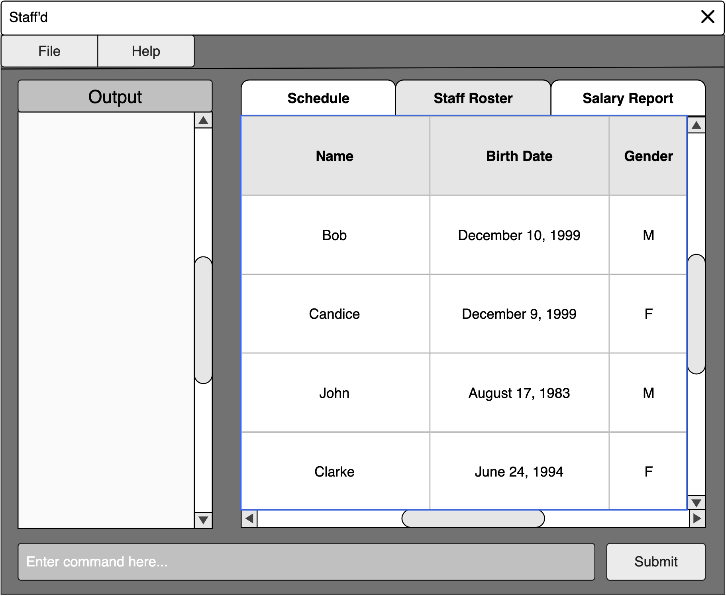 Staff'd
File Help
Output
Schedule Staff Roster Salary Report
Name Birth Date Gender
Bob December 10, 1999 M
Candice December 9, 1999 F
John August 17, 1983 M
Clarke June 24, 1994 F
Enter command here... Submit